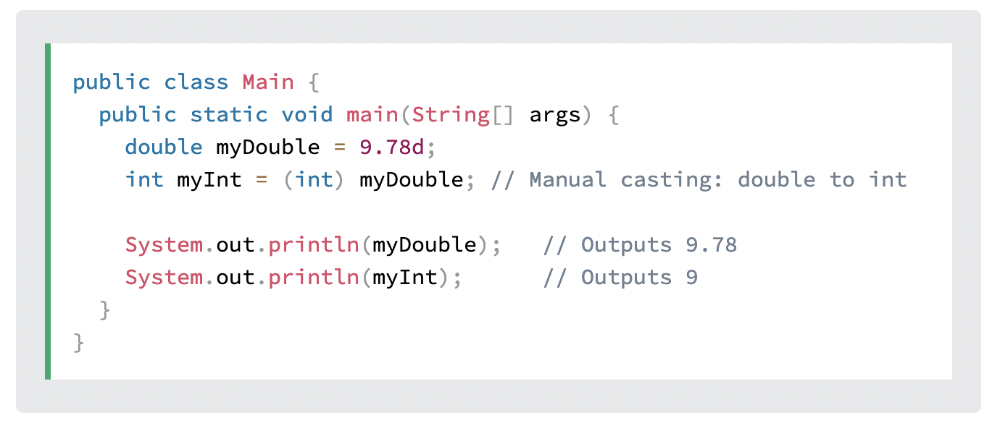 public class Main {
  public static void main(String[] args) {
    double myDouble = 9.78d;
    int myInt = (int) myDouble; // Manual casting: double to int

    System.out.println(myDouble);   // Outputs 9.78
    System.out.println(myInt);      // Outputs 9
  }
}